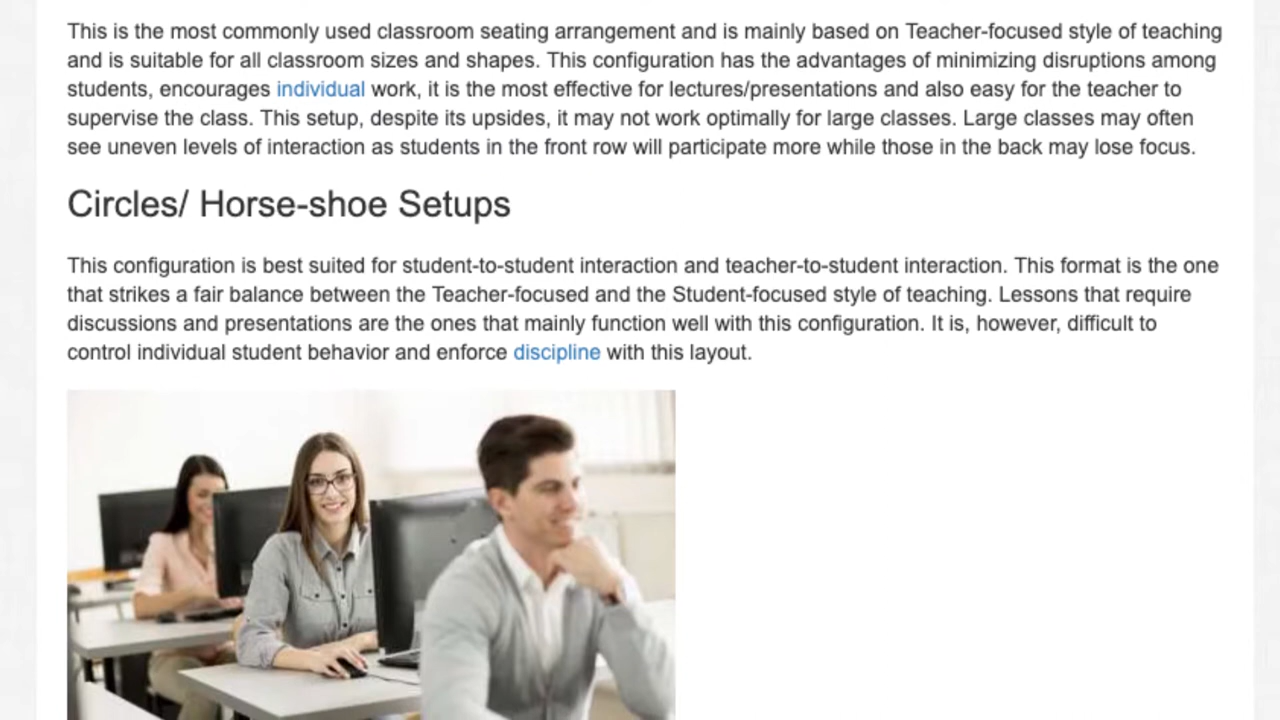 This is the most commonly used classroom seating arrangement and is mainly based on Teacher-focused style of teaching
and is suitable for all classroom sizes and shapes. This configuration has the advantages of minimizing disruptions among
students, encourages individual work, it is the most effective for lectures/presentations and also easy for the teacher to
supervise the class. This setup, despite its upsides, it may not work optimally for large classes. Large classes may often
see uneven levels of interaction as students in the front row will participate more while those in the back may lose focus.
Circles/ Horse-shoe Setups
This configuration is best suited for student-to-student interaction and teacher-to-student interaction. This format is the one
that strikes a fair balance between the Teacher-focused and the Student-focused style of teaching. Lessons that require
discussions and presentations are the ones that mainly function well with this configuration. It is, however, difficult to
control individual student behavior and enforce discipline with this layout.